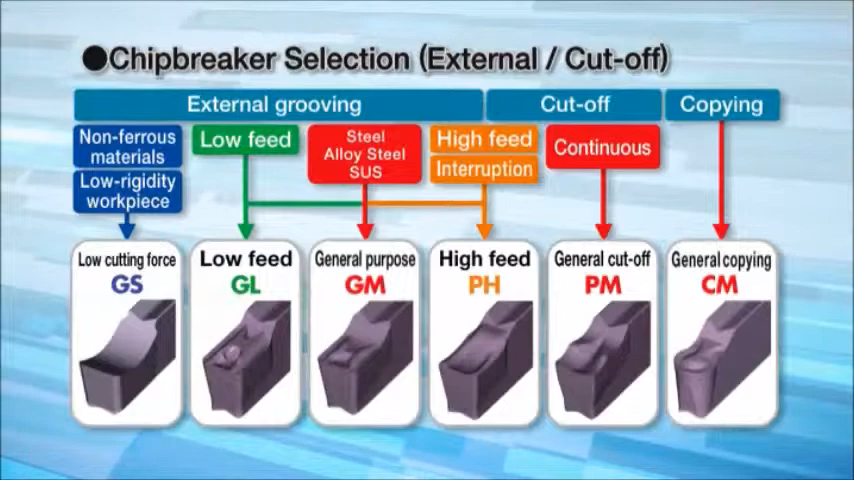 ●Chipbreaker Selection (External / Cut-off)
External grooving
Cut-off
Copying
Non-ferrous
materials
Low-rigidity
workpiece
Low feed
Steel
Alloy Steel
SUS
High feed
Interruption
Continuous
Low cutting force
GS
Low feed
GL
General purpose
GM
High feed
PH
General cut-off
PM
General copying
CM